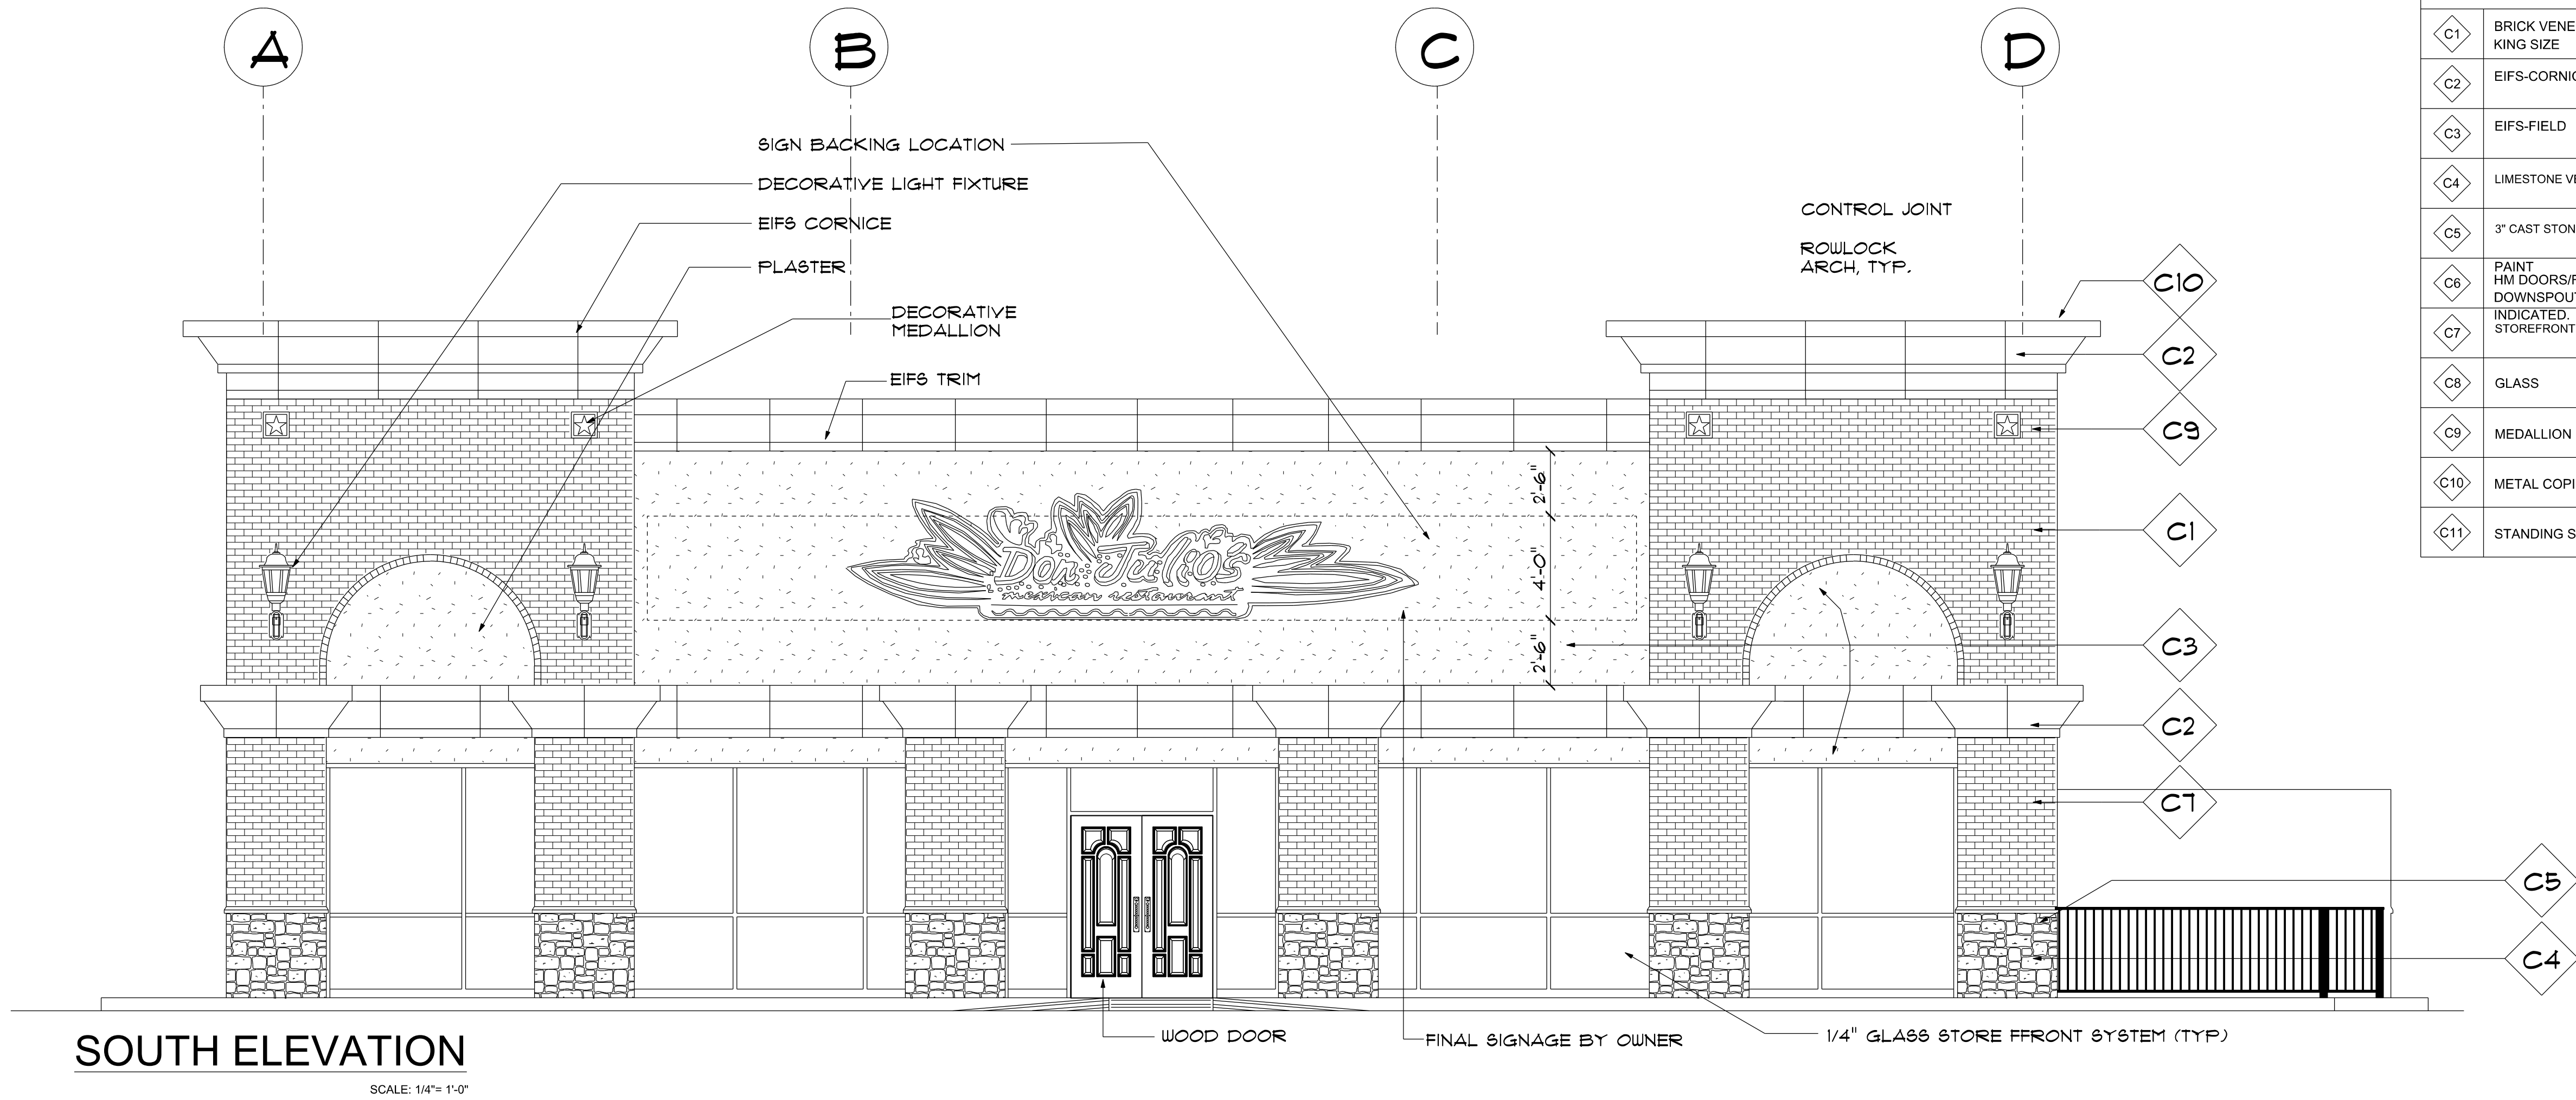 A
B
C
D
SIGN BACKING LOCATION
DECORATIVE LIGHT FIXTURE
EIFS CORNICE
PLASTER
DECORATIVE
MEDALLION
EIFS TRIM
CONTROL JOINT
ROWLOCK
ARCH, TYP.
C10
C2
C9
C1
C3
C2
C7
C5
C4
2'-6"
4'-0"
2'-6"
Don Julio's
mexican restaurant
WOOD DOOR
FINAL SIGNAGE BY OWNER
1/4" GLASS STORE FFRONT SYSTEM (TYP.)
SOUTH ELEVATION
SCALE: 1/4"= 1'-0"
C1 BRICK VENE
KING SIZE
C2 EIFS-CORNIC
C3 EIFS-FIELD
C4 LIMESTONE VE
C5 3" CAST STON
C6 PAINT
HM DOORS/F
DOWNSPOUT
INDICATED.
C7 STOREFRONT
C8 GLASS
C9 MEDALLION
C10 METAL COPI
C11 STANDING S